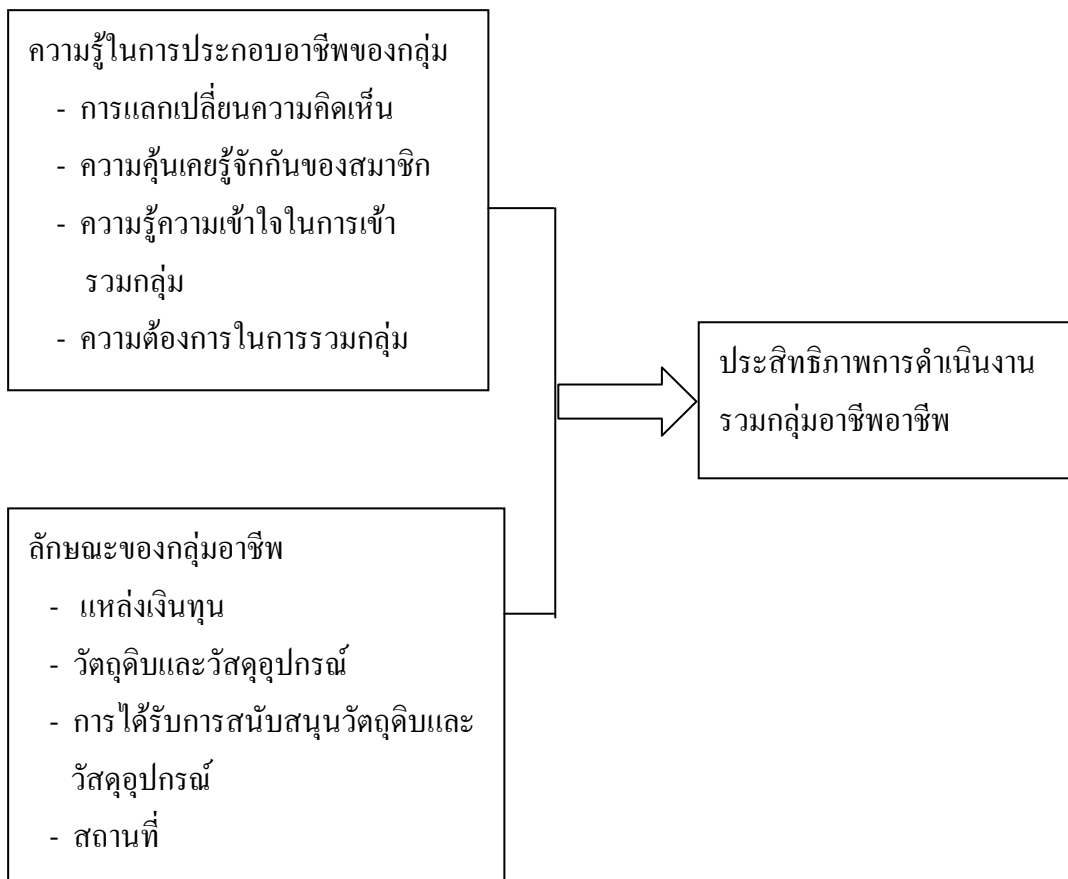 ความรู้ในการประกอบอาชีพของกลุ่ม
- การแลกเปลี่ยนความคิดเห็น
- ความคุ้นเคยรู้จักกันของสมาชิก
- ความรู้ความเข้าใจในการเข้า
รวมกลุ่ม
- ความต้องการในการรวมกลุ่ม
ประสิทธิภาพการดำเนินงาน
รวมกลุ่มอาชีพอาชีพ
ลักษณะของกลุ่มอาชีพ
- แหล่งเงินทุน
- วัตถุดิบและวัสดุอุปกรณ์
- การได้รับการสนับสนุนวัตถุดิบและ
วัสดุอุปกรณ์
- สถานที่